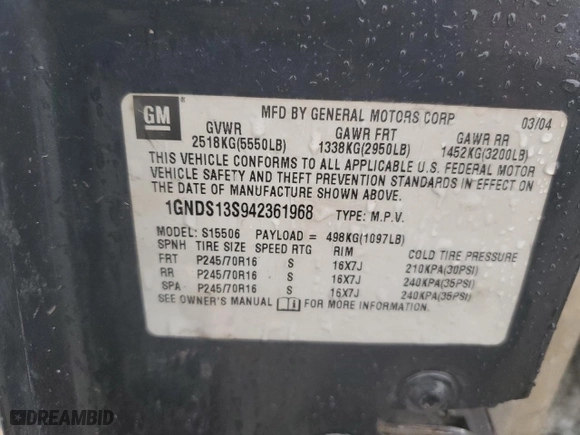 GM
MFD BY GENERAL MOTORS CORP 03/04
GVWR GAWR FRT GAWR RR
2518KG(5550LB) 1338KG(2950LB) 1452KG(3200LB)
THIS VEHICLE CONFORMS TO ALL APPLICABLE U.S. FEDERAL MOTOR
VEHICLE SAFETY AND THEFT PREVENTION STANDARDS IN EFFECT ON
THE DATE OF MANUFACTURE SHOWN ABOVE.
1GNDS13S942361968 TYPE: M.P.V.
MODEL: S15506 PAYLOAD = 498KG(1097LB)
SPNH TIRE SIZE SPEED RTG RIM COLD TIRE PRESSURE
FRT P245/70R16 S 16X7J 210KPA(30PSI)
RR P245/70R16 S 16X7J 240KPA(35PSI)
SPA P245/70R16 S 16X7J 240KPA(35PSI)
SEE OWNER'S MANUAL FOR MORE INFORMATION.
DREAMBID